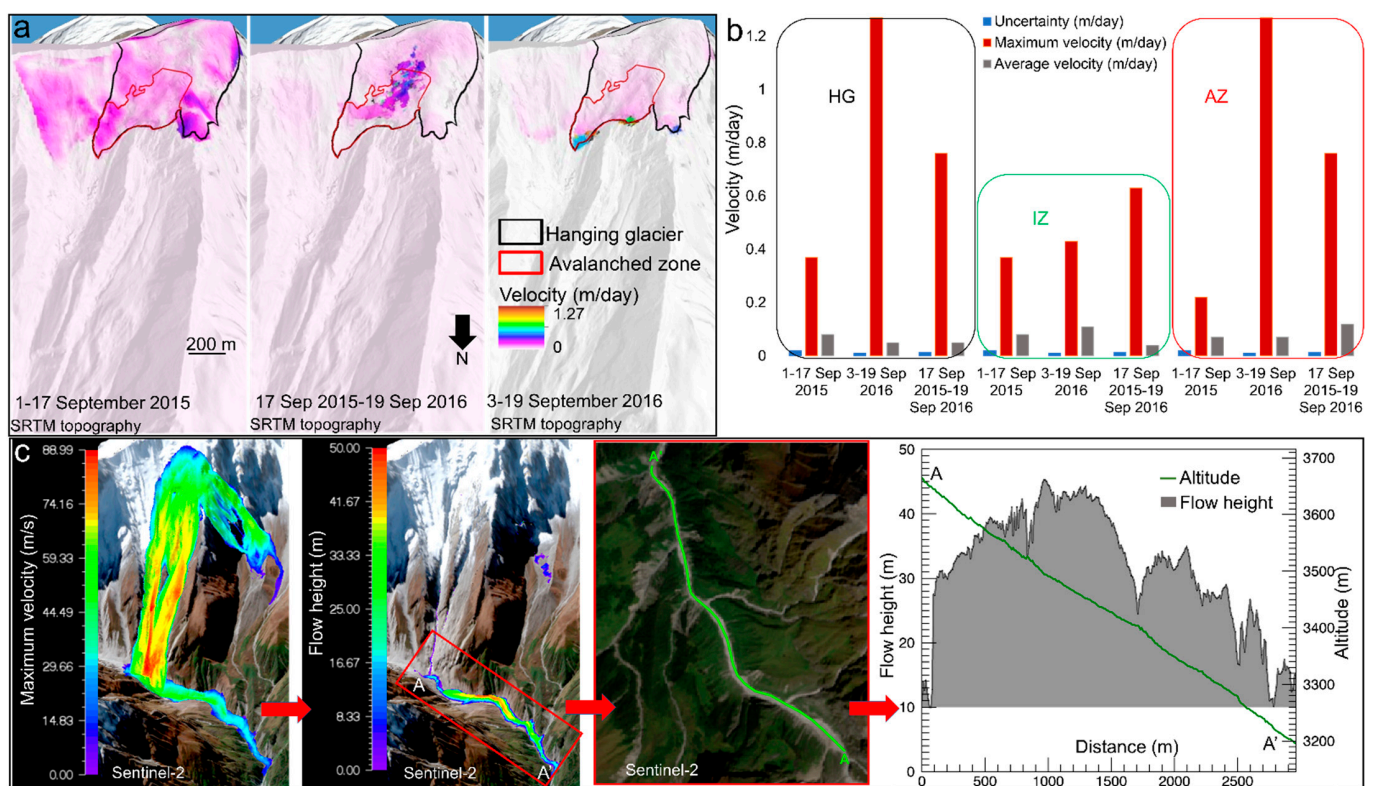 a
Hanging glacier
Avalanched zone
Velocity (m/day)
1.27
0
200 m
N
1-17 September 2015
SRTM topography
17 Sep 2015-19 Sep 2016
SRTM topography
3-19 September 2016
SRTM topography
b
Uncertainty (m/day)
Maximum velocity (m/day)
Average velocity (m/day)
Velocity (m/day)
1.2
1
0.8
0.6
0.4
0.2
0
HG
IZ
AZ
1-17 Sep
2015
3-19 Sep
2016
17 Sep
2015-19
Sep 2016
1-17 Sep
2015
3-19 Sep
2016
17 Sep
2015-19
Sep 2016
1-17 Sep
2015
3-19 Sep
2016
17 Sep
2015-19
Sep 2016
c
Maximum velocity (m/s)
88.99
74.16
59.33
44.49
29.66
14.83
0.00
Sentinel-2
Flow height (m)
50.00
41.67
33.33
25.00
16.67
8.33
0.00
A
A'
Sentinel-2
A
A
Sentinel-2
Flow height (m)
50
40
30
20
10
0
A
A'
Altitude
Flow height
Distance (m)
0
500
1000
1500
2000
2500
3700
3600
3500
3400
3300
3200
Altitude (m)